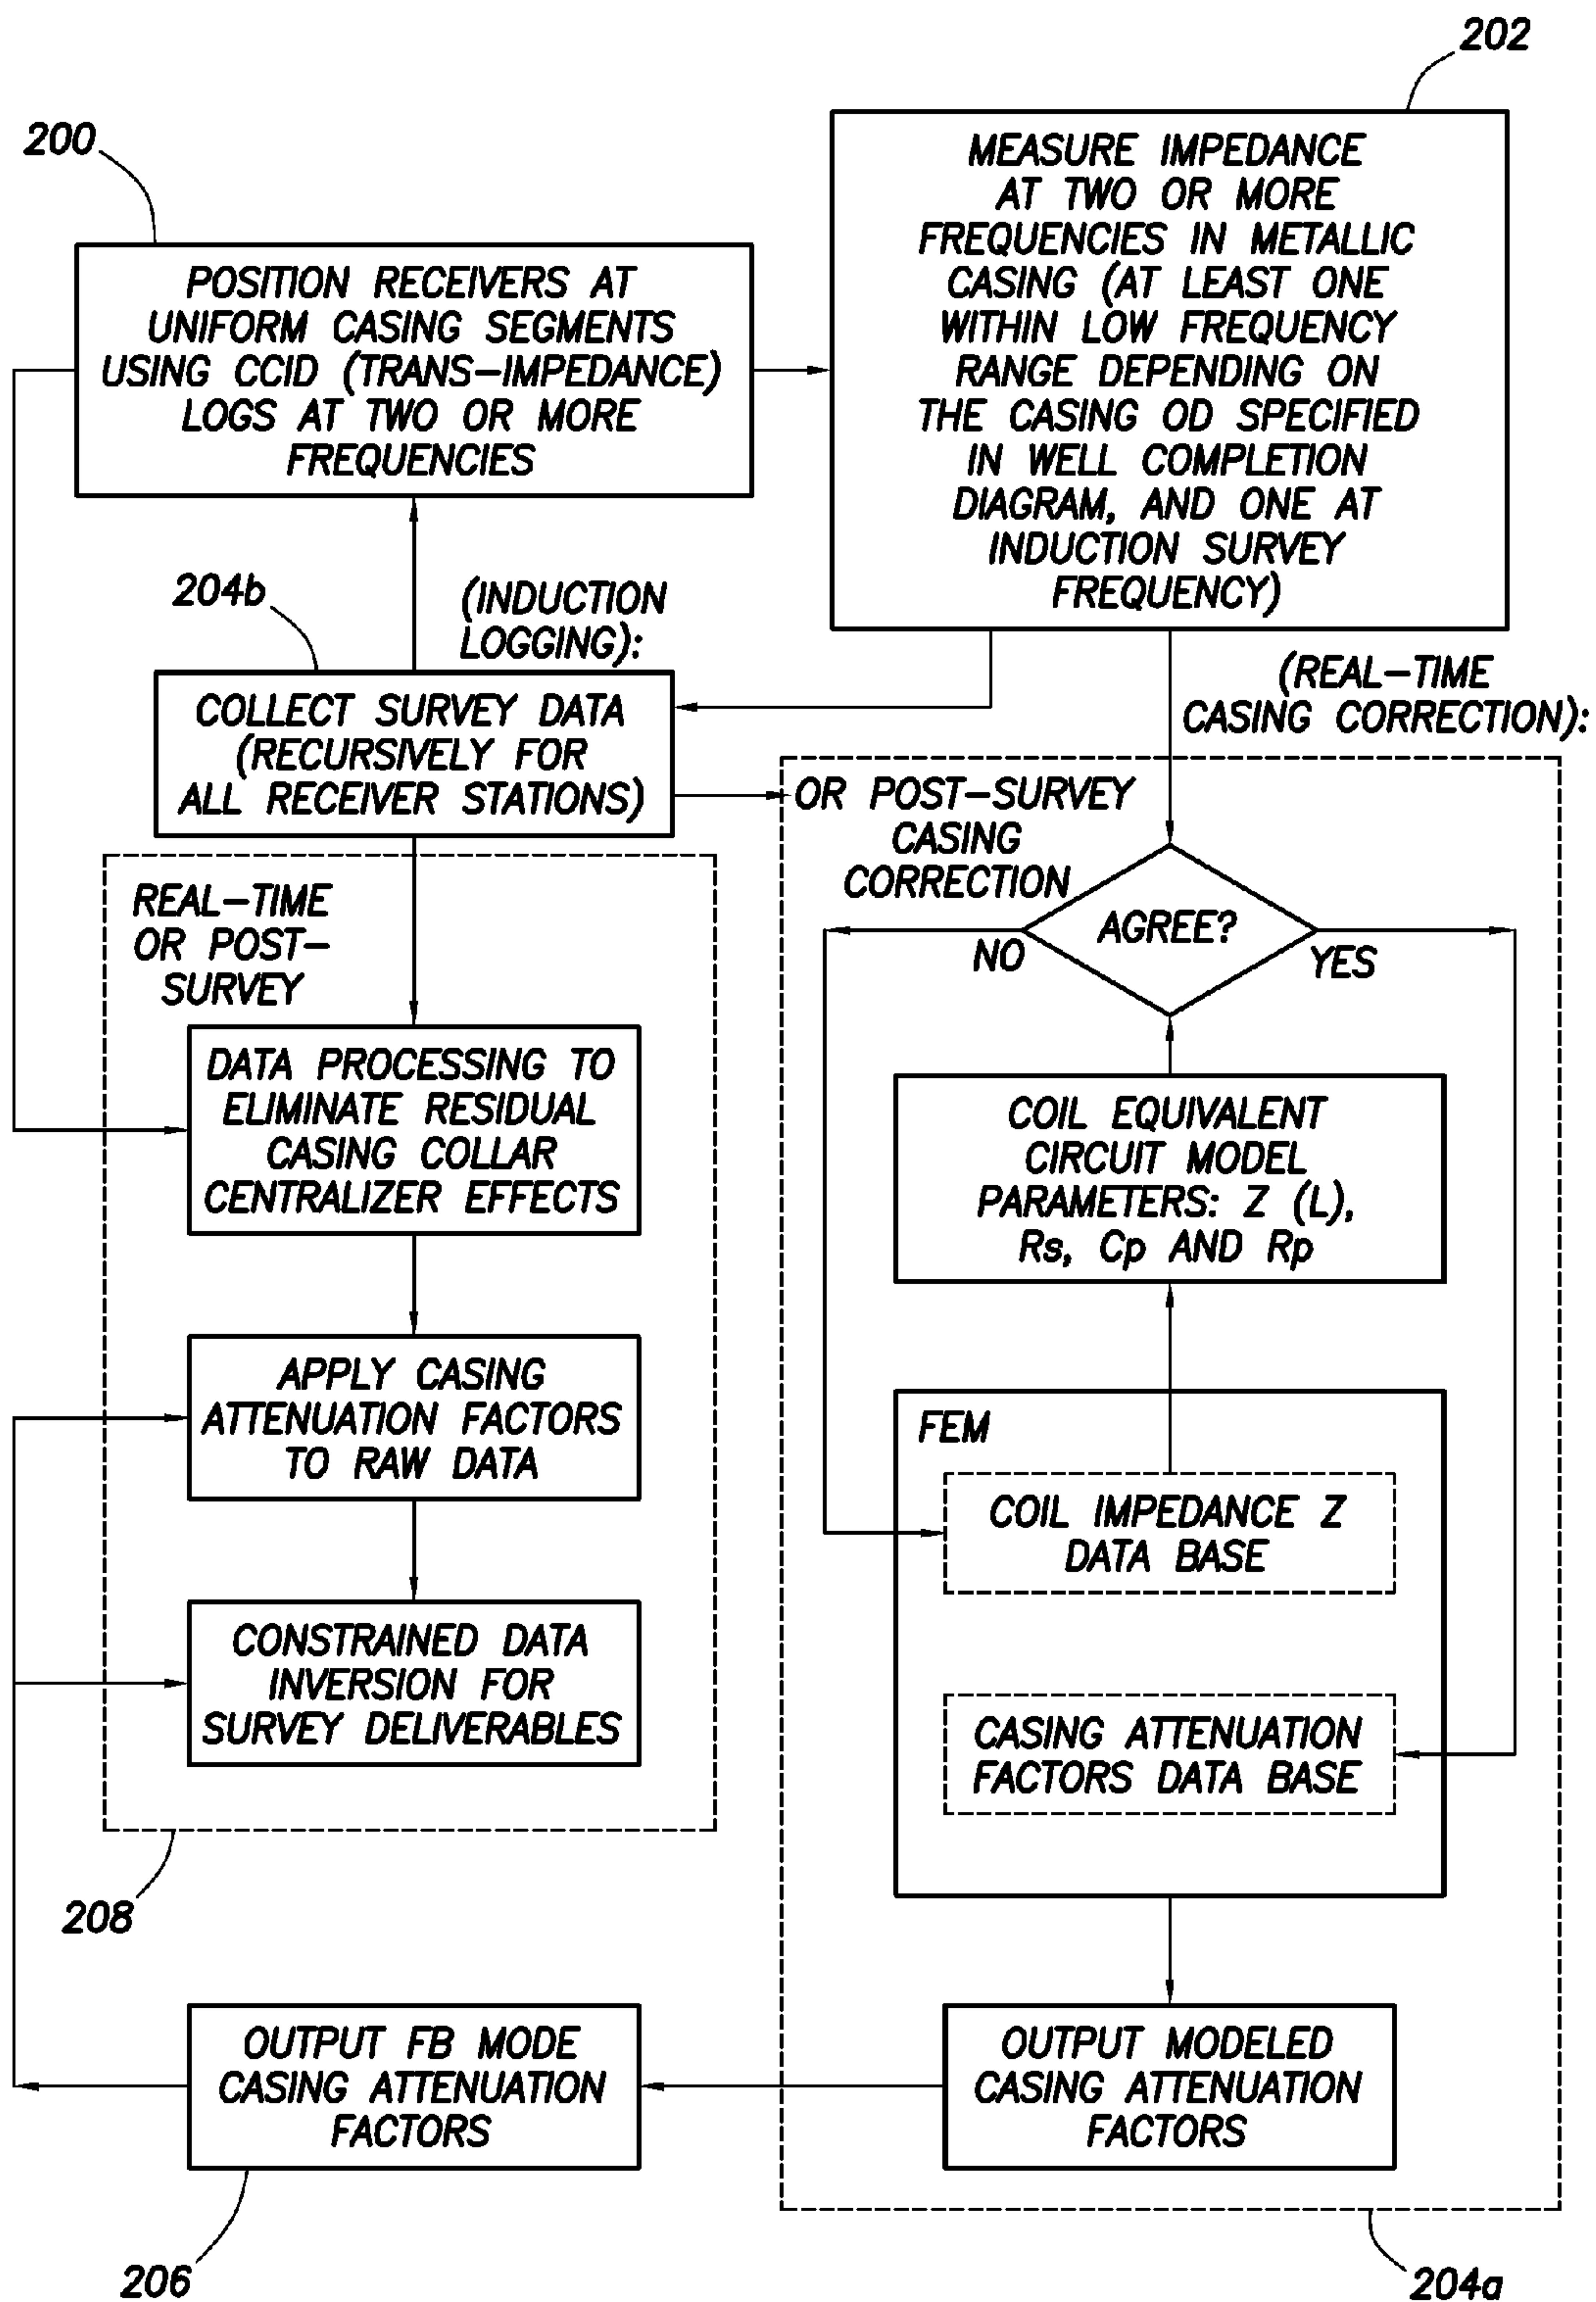 202
200
MEASURE IMPEDANCE
AT TWO OR MORE
FREQUENCIES IN METALLIC
CASING (AT LEAST ONE
WITHIN LOW FREQUENCY
RANGE DEPENDING ON
THE CASING OD SPECIFIED
IN WELL COMPLETION
DIAGRAM, AND ONE AT
INDUCTION SURVEY
FREQUENCY)
POSITION RECEIVERS AT
UNIFORM CASING SEGMENTS
USING CCID (TRANS-IMPEDANCE)
LOGS AT TWO OR MORE
FREQUENCIES
204b
(INDUCTION
LOGGING):
(REAL-TIME
CASING CORRECTION):
COLLECT SURVEY DATA
(RECURSIVELY FOR
ALL RECEIVER STATIONS)
OR POST-SURVEY
CASING
CORRECTION
AGREE?
NO
YES
REAL-TIME
OR POST-
SURVEY
DATA PROCESSING TO
ELIMINATE RESIDUAL
CASING COLLAR
CENTRALIZER EFFECTS
COIL EQUIVALENT
CIRCUIT MODEL
PARAMETERS: Z (L),
Rs, Cp AND Rp
APPLY CASING
ATTENUATION FACTORS
TO RAW DATA
FEM
COIL IMPEDANCE Z
DATA BASE
CONSTRAINED DATA
INVERSION FOR
SURVEY DELIVERABLES
CASING ATTENUATION
FACTORS DATA BASE
208
OUTPUT FB MODE
CASING ATTENUATION
FACTORS
OUTPUT MODELED
CASING ATTENUATION
FACTORS
206
204a